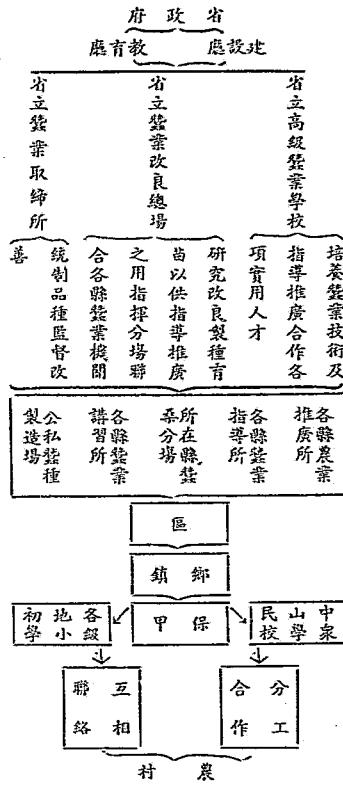 省政府
建設廳
教育廳
省立高級蠶業學校
省立蠶業改良總場
省立蠶業取締所
培養蠶業技術及
指導推廣合作各
項實用人才
研究改良製種育
苗以供指導推廣
之用指揮分場聯
合各縣蠶業機關
統制品種監督改
善
各縣農業
推廣所
各縣蠶業
指導所
所在縣蠶
桑分場
各縣蠶業
講習所
公私蠶種
製造場
區
鄉鎮
保甲
中山民
衆學校
各地初
級小學
分工
合作
互相
聯絡
農村